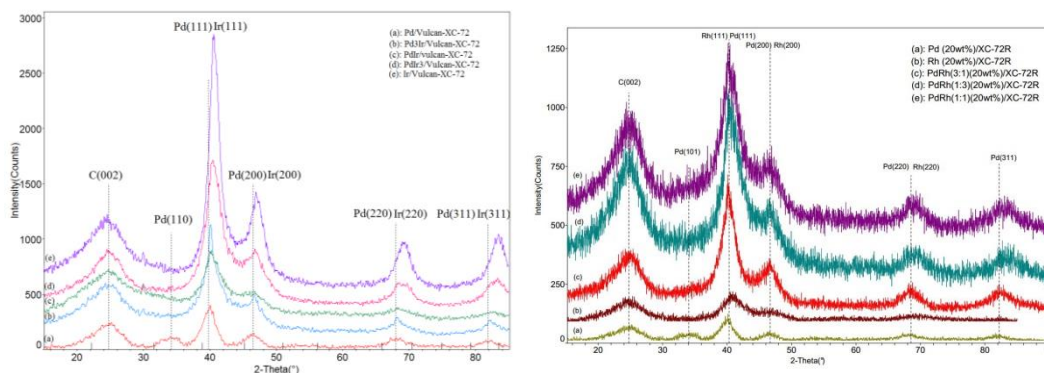 3000
2500
2000
1500
1000
500
0
Intensity(Counts)
Pd(111) Ir(111)
(a): Pd/Vulcan-XC-72
(b): Pd3Ir/Vulcan-XC-72
(c): PdIr/Vulcan-XC-72
(d): PdIr3/Vulcan-XC-72
(e): Ir/Vulcan-XC-72
C(002)
Pd(110)
Pd(200) Ir(200)
Pd(220) Ir(220)
Pd(311) Ir(311)
(e)
(d)
(c)
(b)
(a)
20 30 40 50 60 70 80
2-Theta(°)
1250
1000
750
500
250
0
Intensity(Counts)
Rh(111) Pd(111)
Pd(200) Rh(200)
(a): Pd (20wt%)/XC-72R
(b): Rh (20wt%)/XC-72R
(c): PdRh(3:1)(20wt%)/XC-72R
(d): PdRh(1:3)(20wt%)/XC-72R
(e): PdRh(1:1)(20wt%)/XC-72R
C(002)
Pd(101)
Pd(220) Rh(220)
Pd(311)
(e)
(d)
(c)
(b)
(a)
20 30 40 50 60 70 80
2-Theta(°)